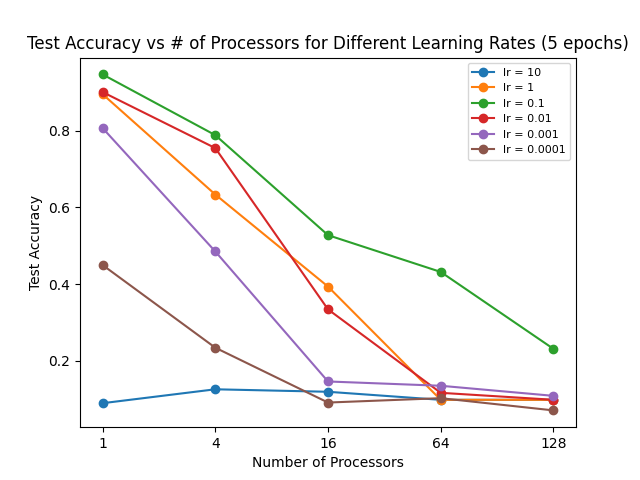 Test Accuracy vs # of Processors for Different Learning Rates (5 epochs)
lr = 10
lr = 1
lr = 0.1
lr = 0.01
lr = 0.001
lr = 0.0001
Test Accuracy
0.8
0.6
0.4
0.2
1 4 16 64 128
Number of Processors